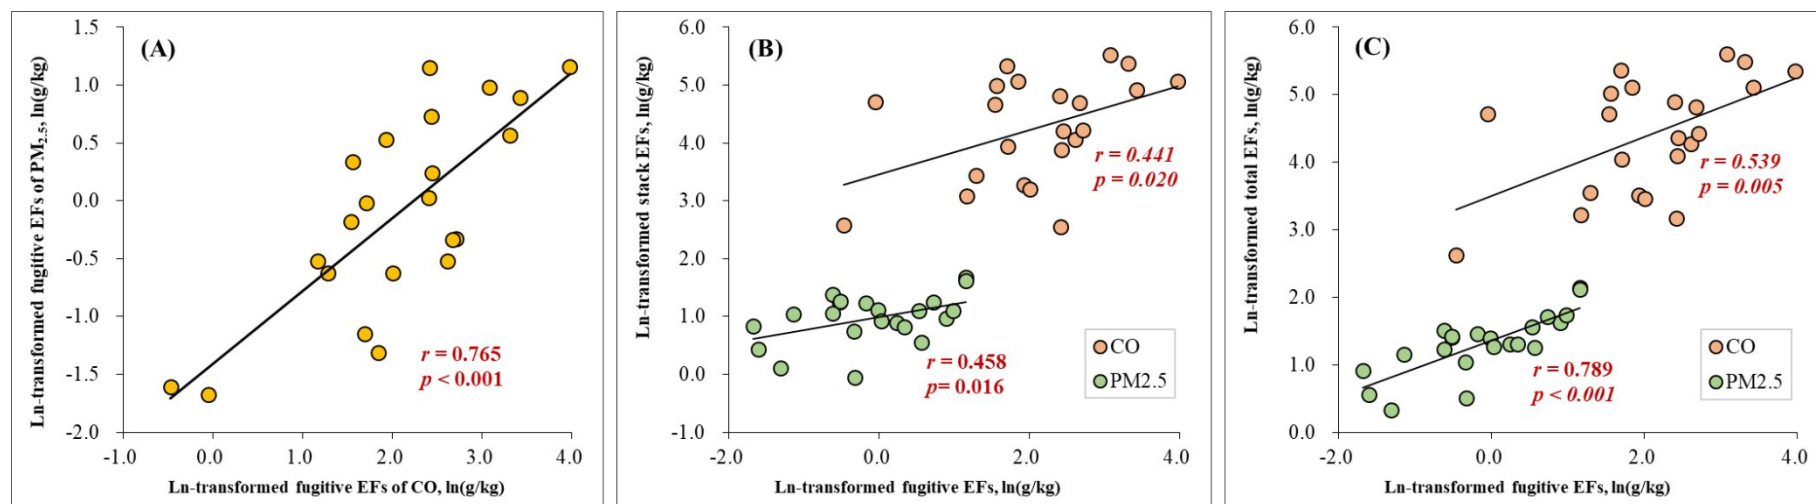 (A)
Ln-transformed fugitive EFs of PM2.5, ln(g/kg)
1.5
1.0
0.5
0.0
-0.5
-1.0
-1.5
-2.0
r = 0.765
p < 0.001
-1.0 0.0 1.0 2.0 3.0 4.0
Ln-transformed fugitive EFs of CO, ln(g/kg)
(B)
Ln-transformed stack EFs, ln(g/kg)
6.0
5.0
4.0
3.0
2.0
1.0
0.0
-1.0
r = 0.441
p = 0.020
r = 0.458
p= 0.016
CO
PM2.5
-2.0 0.0 2.0 4.0
Ln-transformed fugitive EFs, ln(g/kg)
(C)
Ln-transformed total EFs, ln(g/kg)
6.0
5.0
4.0
3.0
2.0
1.0
0.0
r = 0.539
p = 0.005
r = 0.789
p < 0.001
CO
PM2.5
-2.0 0.0 2.0 4.0
Ln-transformed fugitive EFs, ln(g/kg)